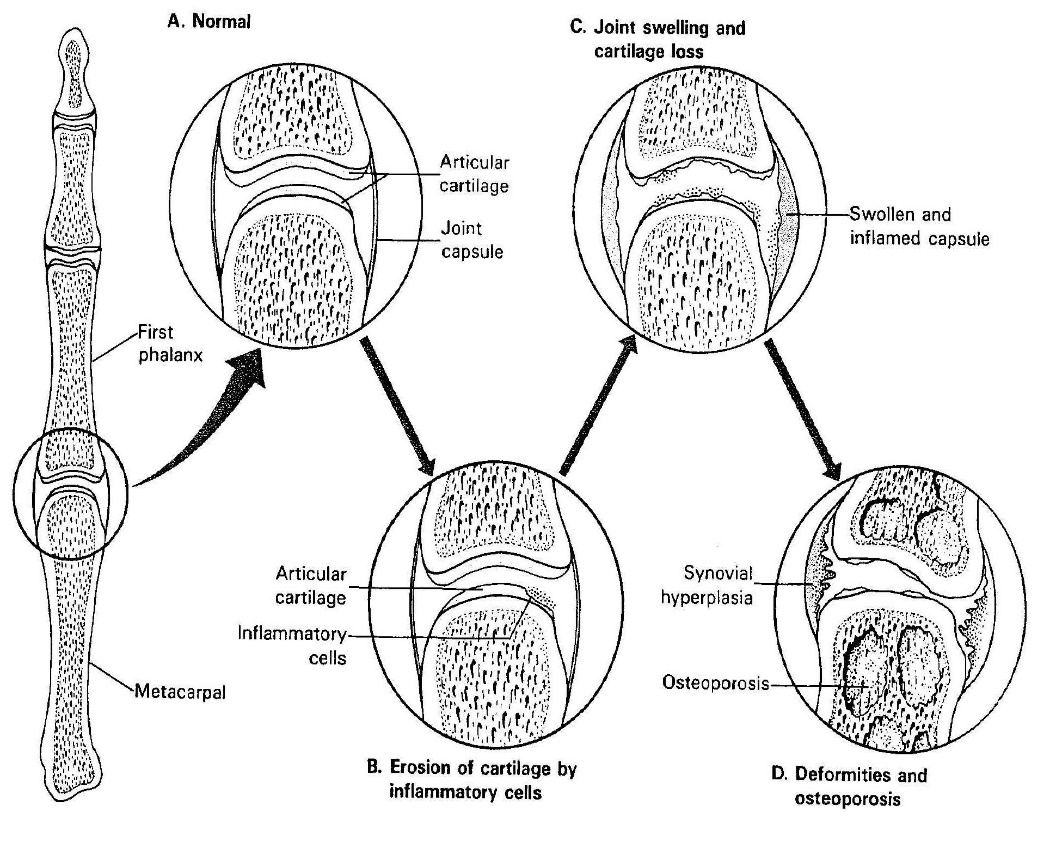 A. Normal
Articular
cartilage
Joint
capsule
First
phalanx
Metacarpal
B. Erosion of cartilage by
inflammatory cells
Articular
cartilage
Inflammatory
cells
C. Joint swelling and
cartilage loss
Swollen and
inflamed capsule
D. Deformities and
osteoporosis
Synovial
hyperplasia
Osteoporosis